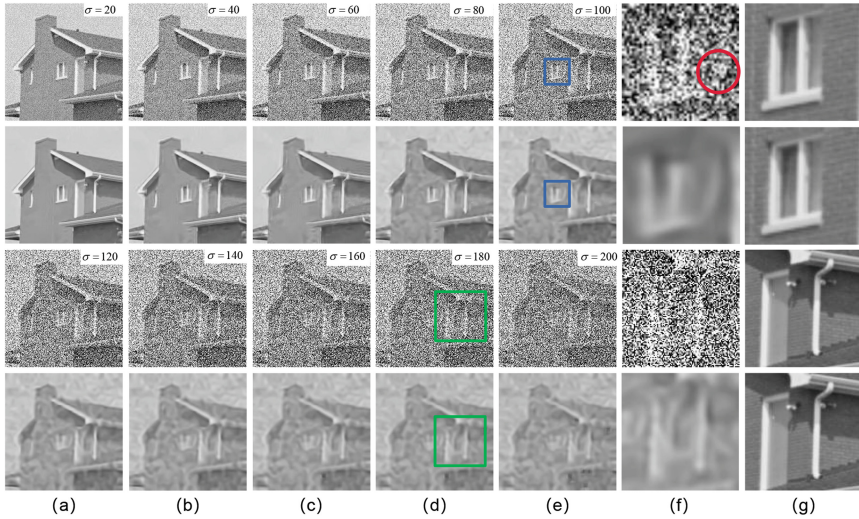 σ = 20
σ = 40
σ = 60
σ = 80
σ = 100
σ = 120
σ = 140
σ = 160
σ = 180
σ = 200
(a)
(b)
(c)
(d)
(e)
(f)
(g)